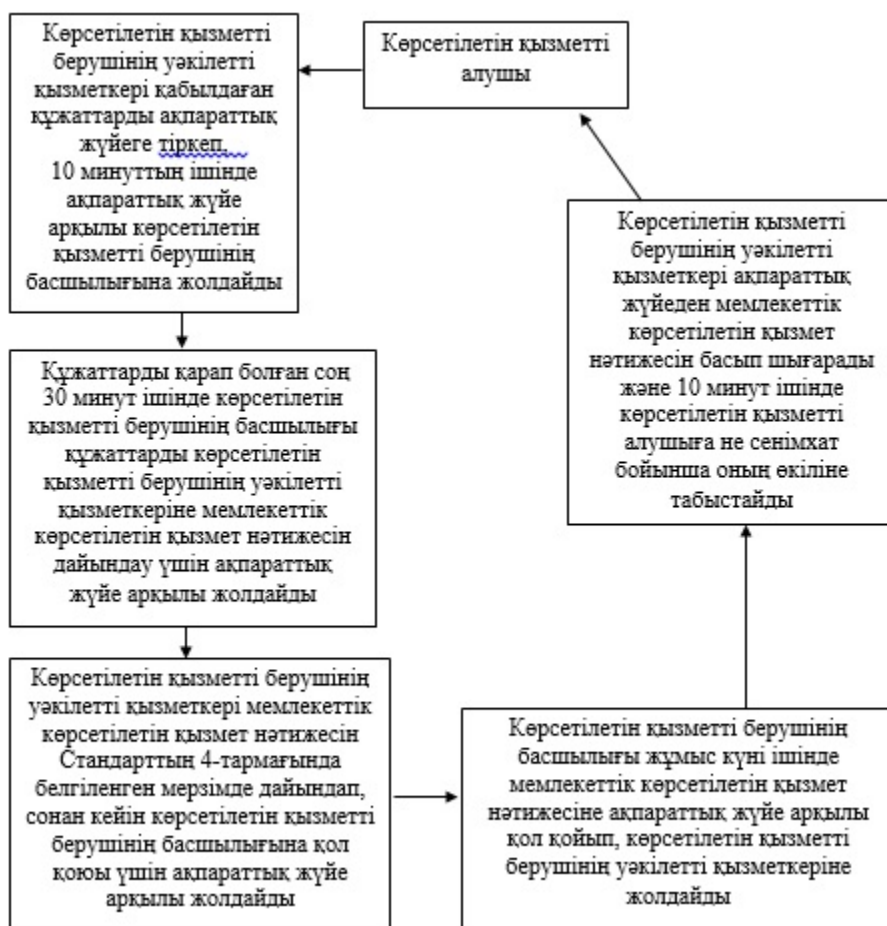 Көрсетілетін қызметті
алушы
Көрсетілетін қызметті
берушінің уәкілетті
қызметкері қабылдаған
құжаттарды ақпараттық
жүйеге тіркеп,
10 минуттың ішінде
ақпараттық жүйе
арқылы көрсетілетін
қызметті берушінің
басшылығына жолдайды
Құжаттарды қарап болған соң
30 минут ішінде көрсетілетін
қызметті берушінің басшылығы
құжаттарды көрсетілетін
қызметті берушінің уәкілетті
қызметкеріне мемлекеттік
көрсетілетін қызмет нәтижесін
дайындау үшін ақпараттық
жүйе арқылы жолдайды
Көрсетілетін қызметті берушінің
уәкілетті қызметкері мемлекеттік
көрсетілетін қызмет нәтижесін
Стандарттың 4-тармағында
белгіленген мерзімде дайындап,
сонан кейін көрсетілетін қызметті
берушінің басшылығына қол
қоюы үшін ақпараттық жүйе
арқылы жолдайды
Көрсетілетін қызметті берушінің
басшылығы жұмыс күні ішінде
мемлекеттік көрсетілетін қызмет
нәтижесіне ақпараттық жүйе арқылы
қол қойып, көрсетілетін қызметті
берушінің уәкілетті қызметкеріне
жолдайды
Көрсетілетін қызметті
берушінің уәкілетті
қызметкері ақпараттық
жүйеден мемлекеттік
көрсетілетін қызмет
нәтижесін басып шығарады
және 10 минут ішінде
көрсетілетін қызметті
алушыға не сенімхат
бойынша оның өкіліне
табыстайды